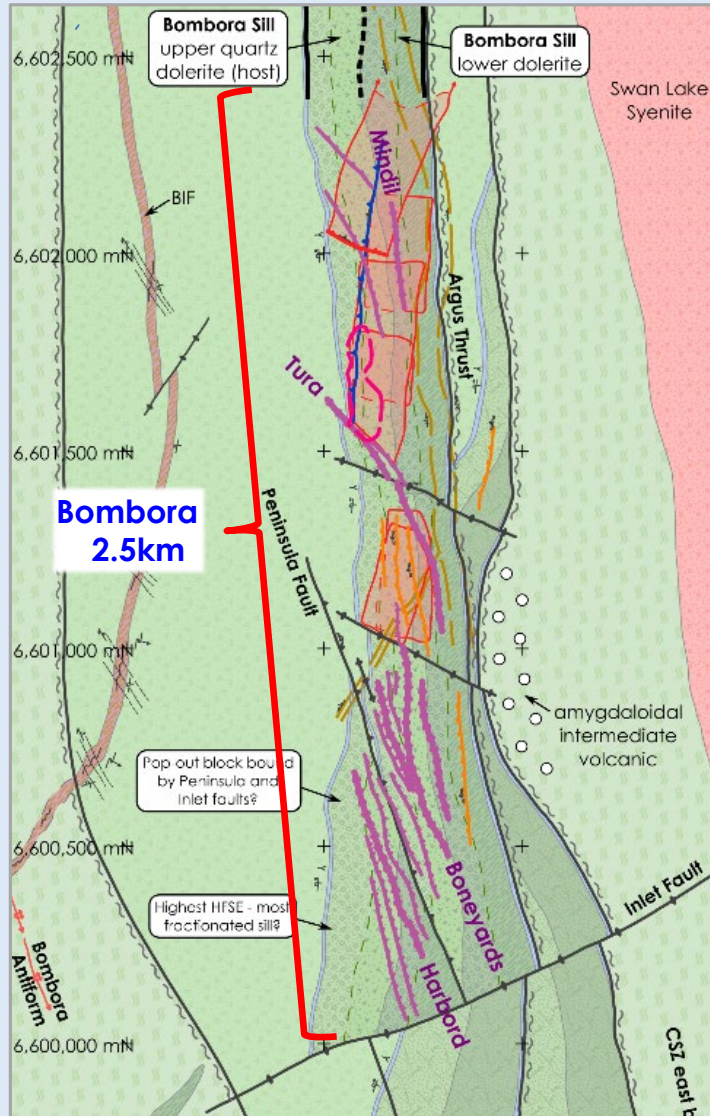 Bombora Sill
upper quartz
dolerite (host)
Bombora Sill
lower dolerite
6,602,500 mN
Swan Lake
Syenite
Mindil
BIF
6,602,000 mN
Argus Thrust
Tura
6,601,500 mN
Peninsula Fault
Bombora
2.5km
6,601,000 mN
amygdaloidal
intermediate
volcanic
Pop out block bound
by Peninsula and
Inlet faults?
6,600,500 mN
Boneyards
Inlet Fault
Highest HFSE - most
fractionated sill?
Harbord
Bombora
Antiform
6,600,000 mN
CSZ east